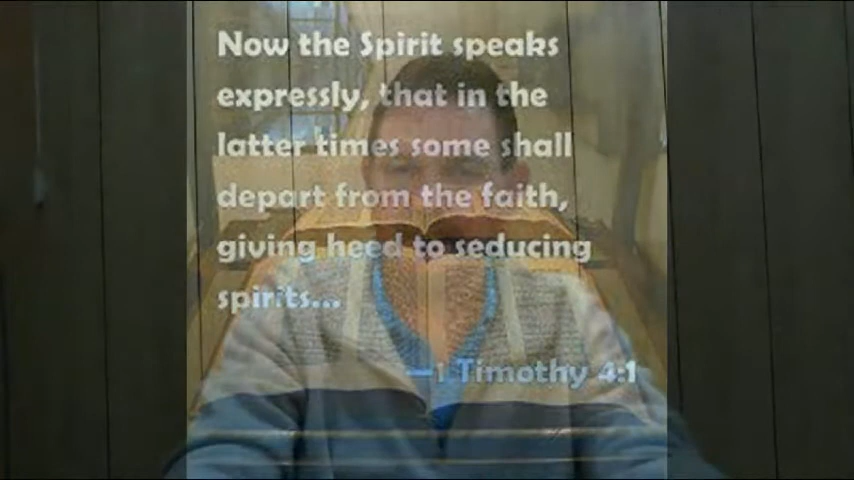 Now the Spirit speaks
expressly, that in the
latter times some shall
depart from the faith,
giving heed to seducing
spirits...
—1 Timothy 4:1